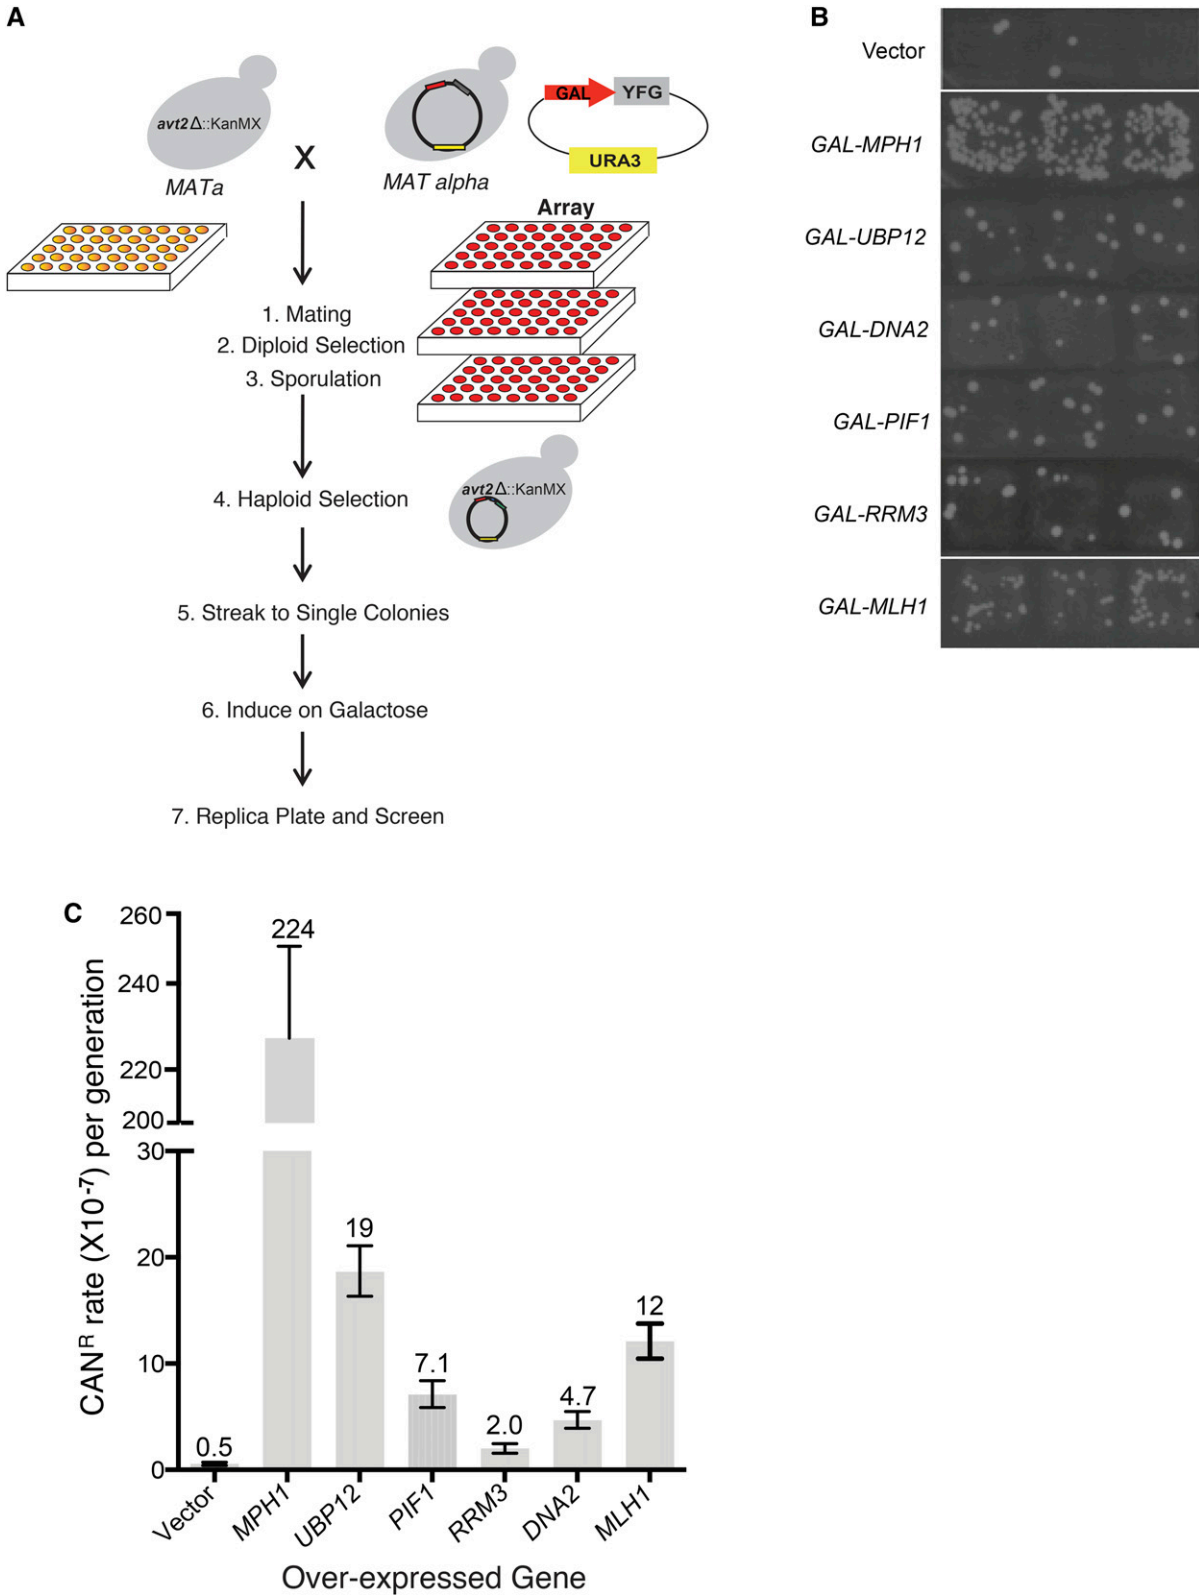 A
avt2Δ::KanMX
MATa
X
MAT alpha
GAL
YFG
URA3
Array
1. Mating
2. Diploid Selection
3. Sporulation
4. Haploid Selection
avt2Δ::KanMX
5. Streak to Single Colonies
6. Induce on Galactose
7. Replica Plate and Screen
B
Vector
GAL-MPH1
GAL-UBP12
GAL-DNA2
GAL-PIF1
GAL-RRM3
GAL-MLH1
C
CANᴿ rate (X10⁻⁷) per generation
260
240
220
200
30
20
10
0
0.5
224
19
7.1
2.0
4.7
12
Vector
MPH1
UBP12
PIF1
RRM3
DNA2
MLH1
Over-expressed Gene